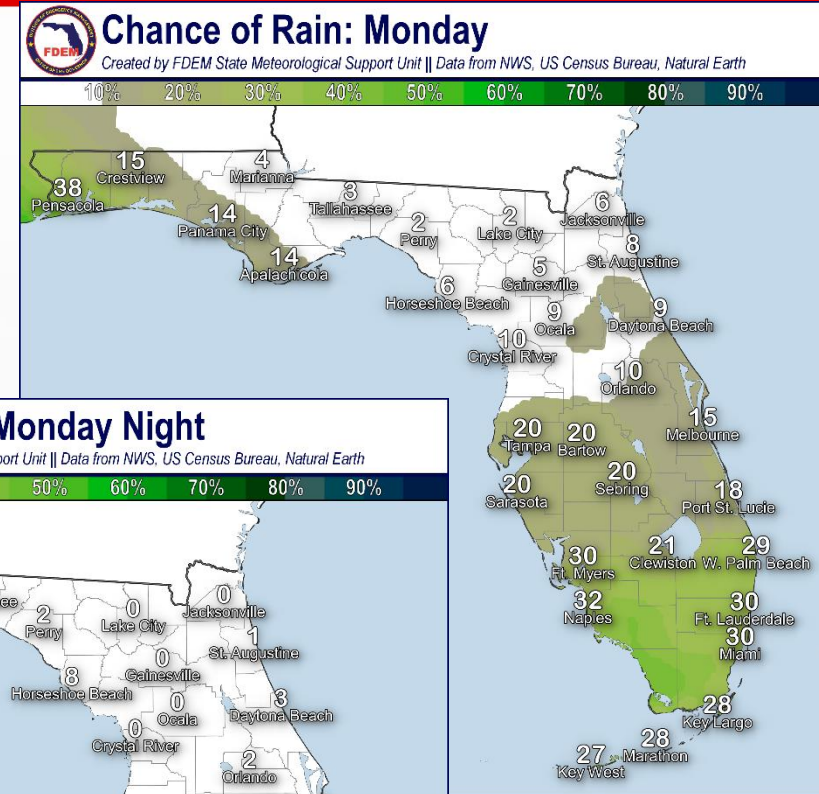 FDEM
Chance of Rain: Monday
Created by FDEM State Meteorological Support Unit || Data from NWS, US Census Bureau, Natural Earth
10% 20% 30% 40% 50% 60% 70% 80% 90%
15
Crestview
4
Marianna
38
Pensacola
3
Tallahassee
14
Panama City
2
Perry
2
Lake City
6
Jacksonville
8
St. Augustine
14
Apalachicola
5
Gainesville
6
Horseshoe Beach
9
Ocala
9
Daytona Beach
10
Crystal River
10
Orlando
20
Tampa
20
Bartow
15
Melbourne
20
Sarasota
20
Sebring
18
Port St. Lucie
30
Ft. Myers
21
Clewiston
29
W. Palm Beach
32
Naples
30
Ft. Lauderdale
30
Miami
28
Key Largo
28
Marathon
27
Key West
Monday Night
port Unit || Data from NWS, US Census Bureau, Natural Earth
50% 60% 70% 80% 90%
ee
2
Perry
0
Lake City
0
Jacksonville
1
St. Augustine
0
Gainesville
8
Horseshoe Beach
0
Ocala
3
Daytona Beach
0
Crystal River
2
Orlando